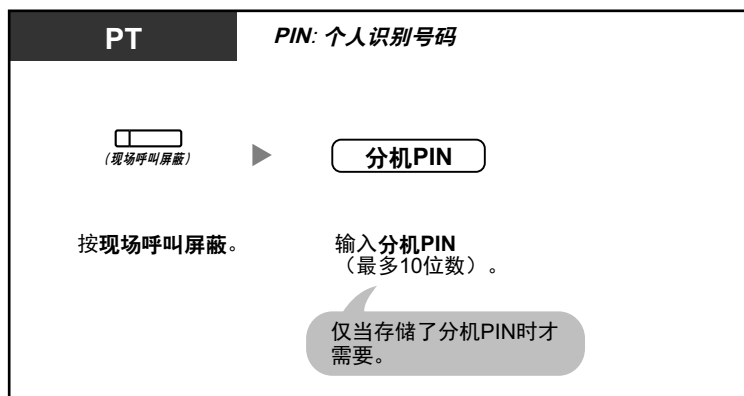 PT
PIN: 个人识别号码
(现场呼叫屏蔽)
分机PIN
按现场呼叫屏蔽。
输入分机PIN
（最多10位数）。
仅当存储了分机PIN时才
需要。